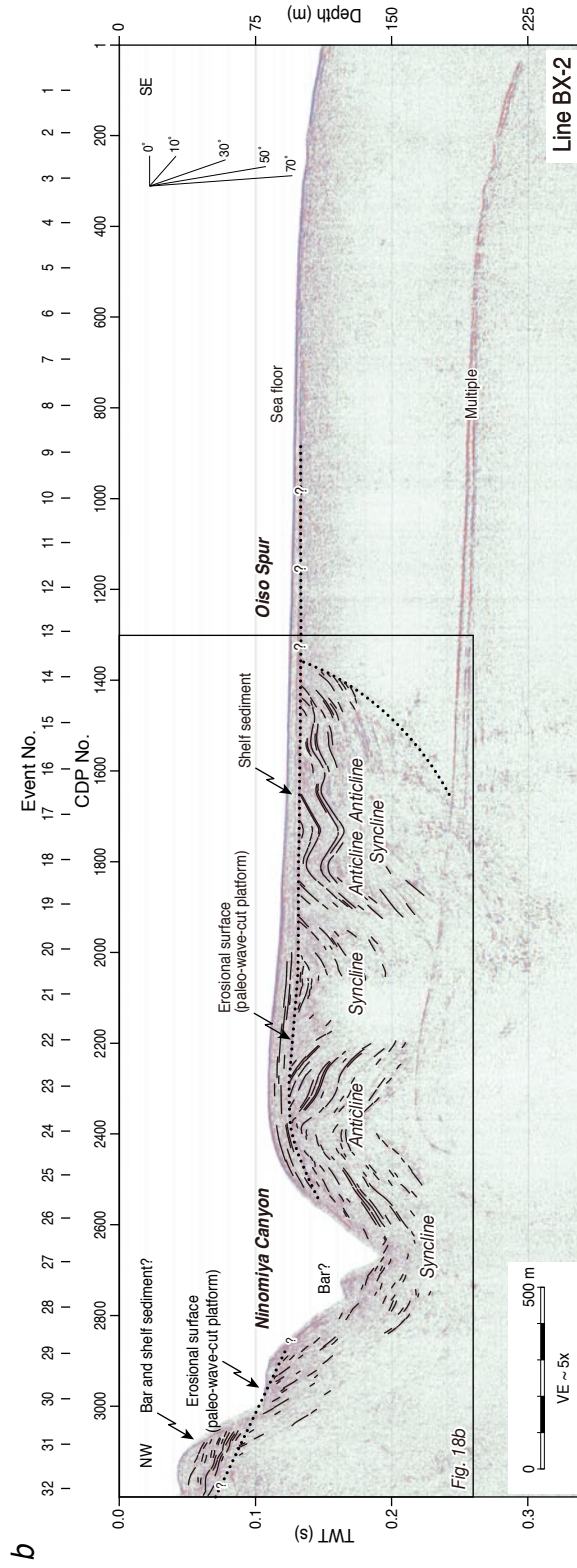 b
Event No.
32 31 30 29 28 27 26 25 24 23 22 21 20 19 18 17 16 15 14 13 12 11 10 9 8 7 6 5 4 3 2 1
CDP No.
3000 2800 2600 2400 2200 2000 1800 1600 1400 1200 1000 800 600 400 200 1
NW
SE
Bar and shelf sediment?
Erosional surface
(paleo-wave-cut platform)
Ninomiya Canyon
Erosional surface
(paleo-wave-cut platform)
Shelf sediment
Oiso Spur
Sea floor
0°
10°
30°
50°
70°
?
?
?
?
?
Bar?
Syncline
Anticline
Syncline
Anticline Anticline
Syncline
Multiple
Fig. 18b
0
500 m
VE ~ 5x
Line BX-2
TWT (s)
0.0
0.1
0.2
0.3
Depth (m)
0
75
150
225